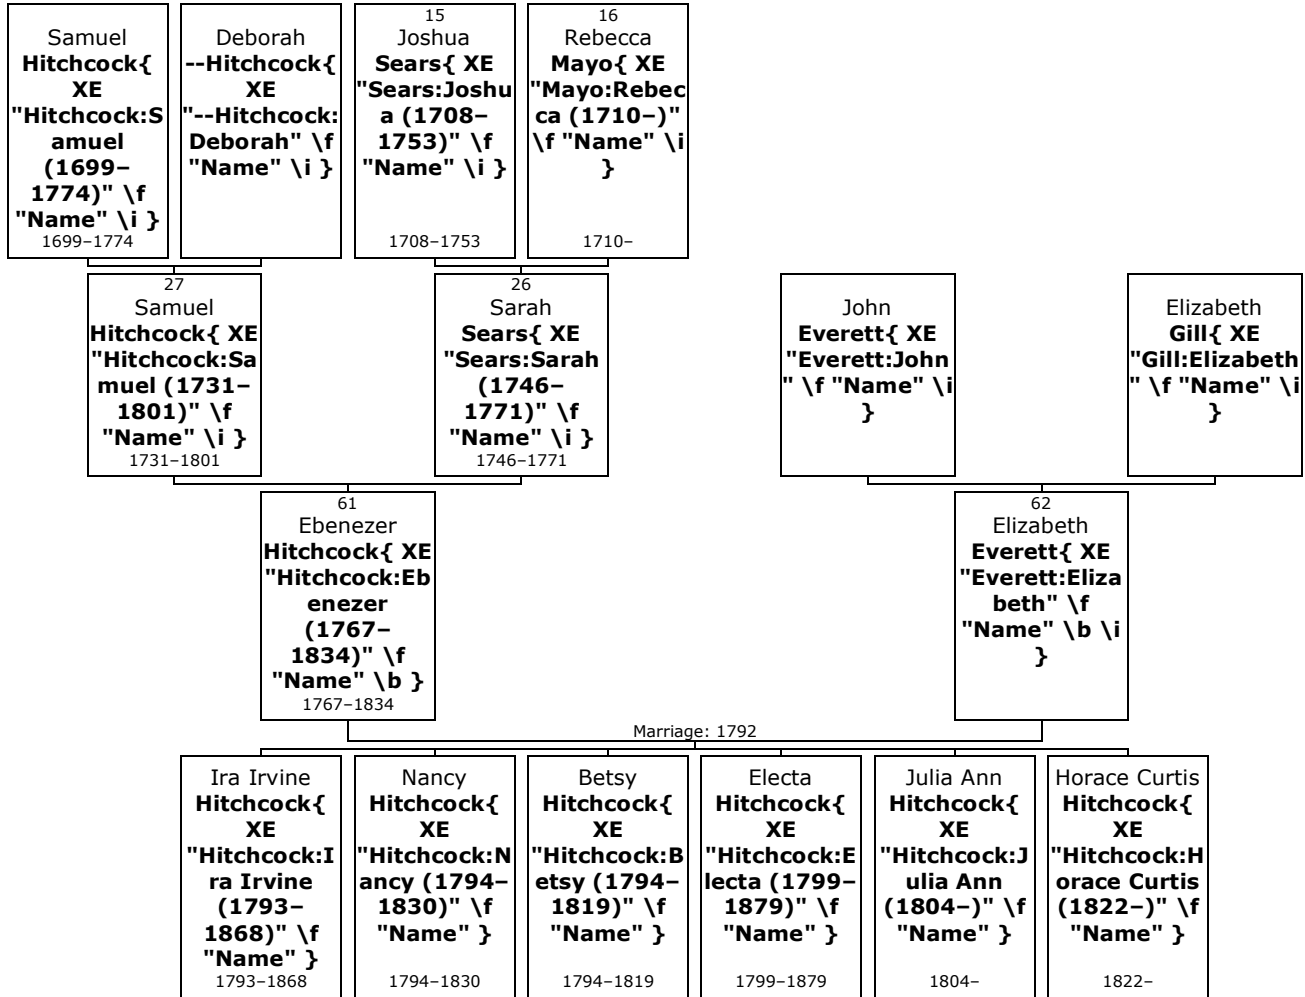 Samuel
Hitchcock{
XE
"Hitchcock:S
amuel
(1699–
1774)" \f
"Name" \i }
1699–1774
Deborah
--Hitchcock{
XE
"--Hitchcock:
Deborah" \f
"Name" \i }
15
Joshua
Sears{ XE
"Sears:Joshu
a (1708–
1753)" \f
"Name" \i }
1708–1753
16
Rebecca
Mayo{ XE
"Mayo:Rebec
ca (1710–)"
\f "Name" \i
}
1710–
27
Samuel
Hitchcock{ XE
"Hitchcock:Sa
muel (1731–
1801)" \f
"Name" \i }
1731–1801
26
Sarah
Sears{ XE
"Sears:Sarah
(1746–
1771)" \f
"Name" \i }
1746–1771
John
Everett{ XE
"Everett:John
" \f "Name" \i
}
Elizabeth
Gill{ XE
"Gill:Elizabeth
" \f "Name" \i
}
61
Ebenezer
Hitchcock{ XE
"Hitchcock:Eb
enezer
(1767–
1834)" \f
"Name" \b }
1767–1834
62
Elizabeth
Everett{ XE
"Everett:Eliza
beth" \f
"Name" \b \i
}
Marriage: 1792
Ira Irvine
Hitchcock{
XE
"Hitchcock:I
ra Irvine
(1793–
1868)" \f
"Name" }
1793–1868
Nancy
Hitchcock{
XE
"Hitchcock:N
ancy (1794–
1830)" \f
"Name" }
1794–1830
Betsy
Hitchcock{
XE
"Hitchcock:B
etsy (1794–
1819)" \f
"Name" }
1794–1819
Electa
Hitchcock{
XE
"Hitchcock:E
lecta (1799–
1879)" \f
"Name" }
1799–1879
Julia Ann
Hitchcock{
XE
"Hitchcock:J
ulia Ann
(1804–)" \f
"Name" }
1804–
Horace Curtis
Hitchcock{
XE
"Hitchcock:H
orace Curtis
(1822–)" \f
"Name" }
1822–